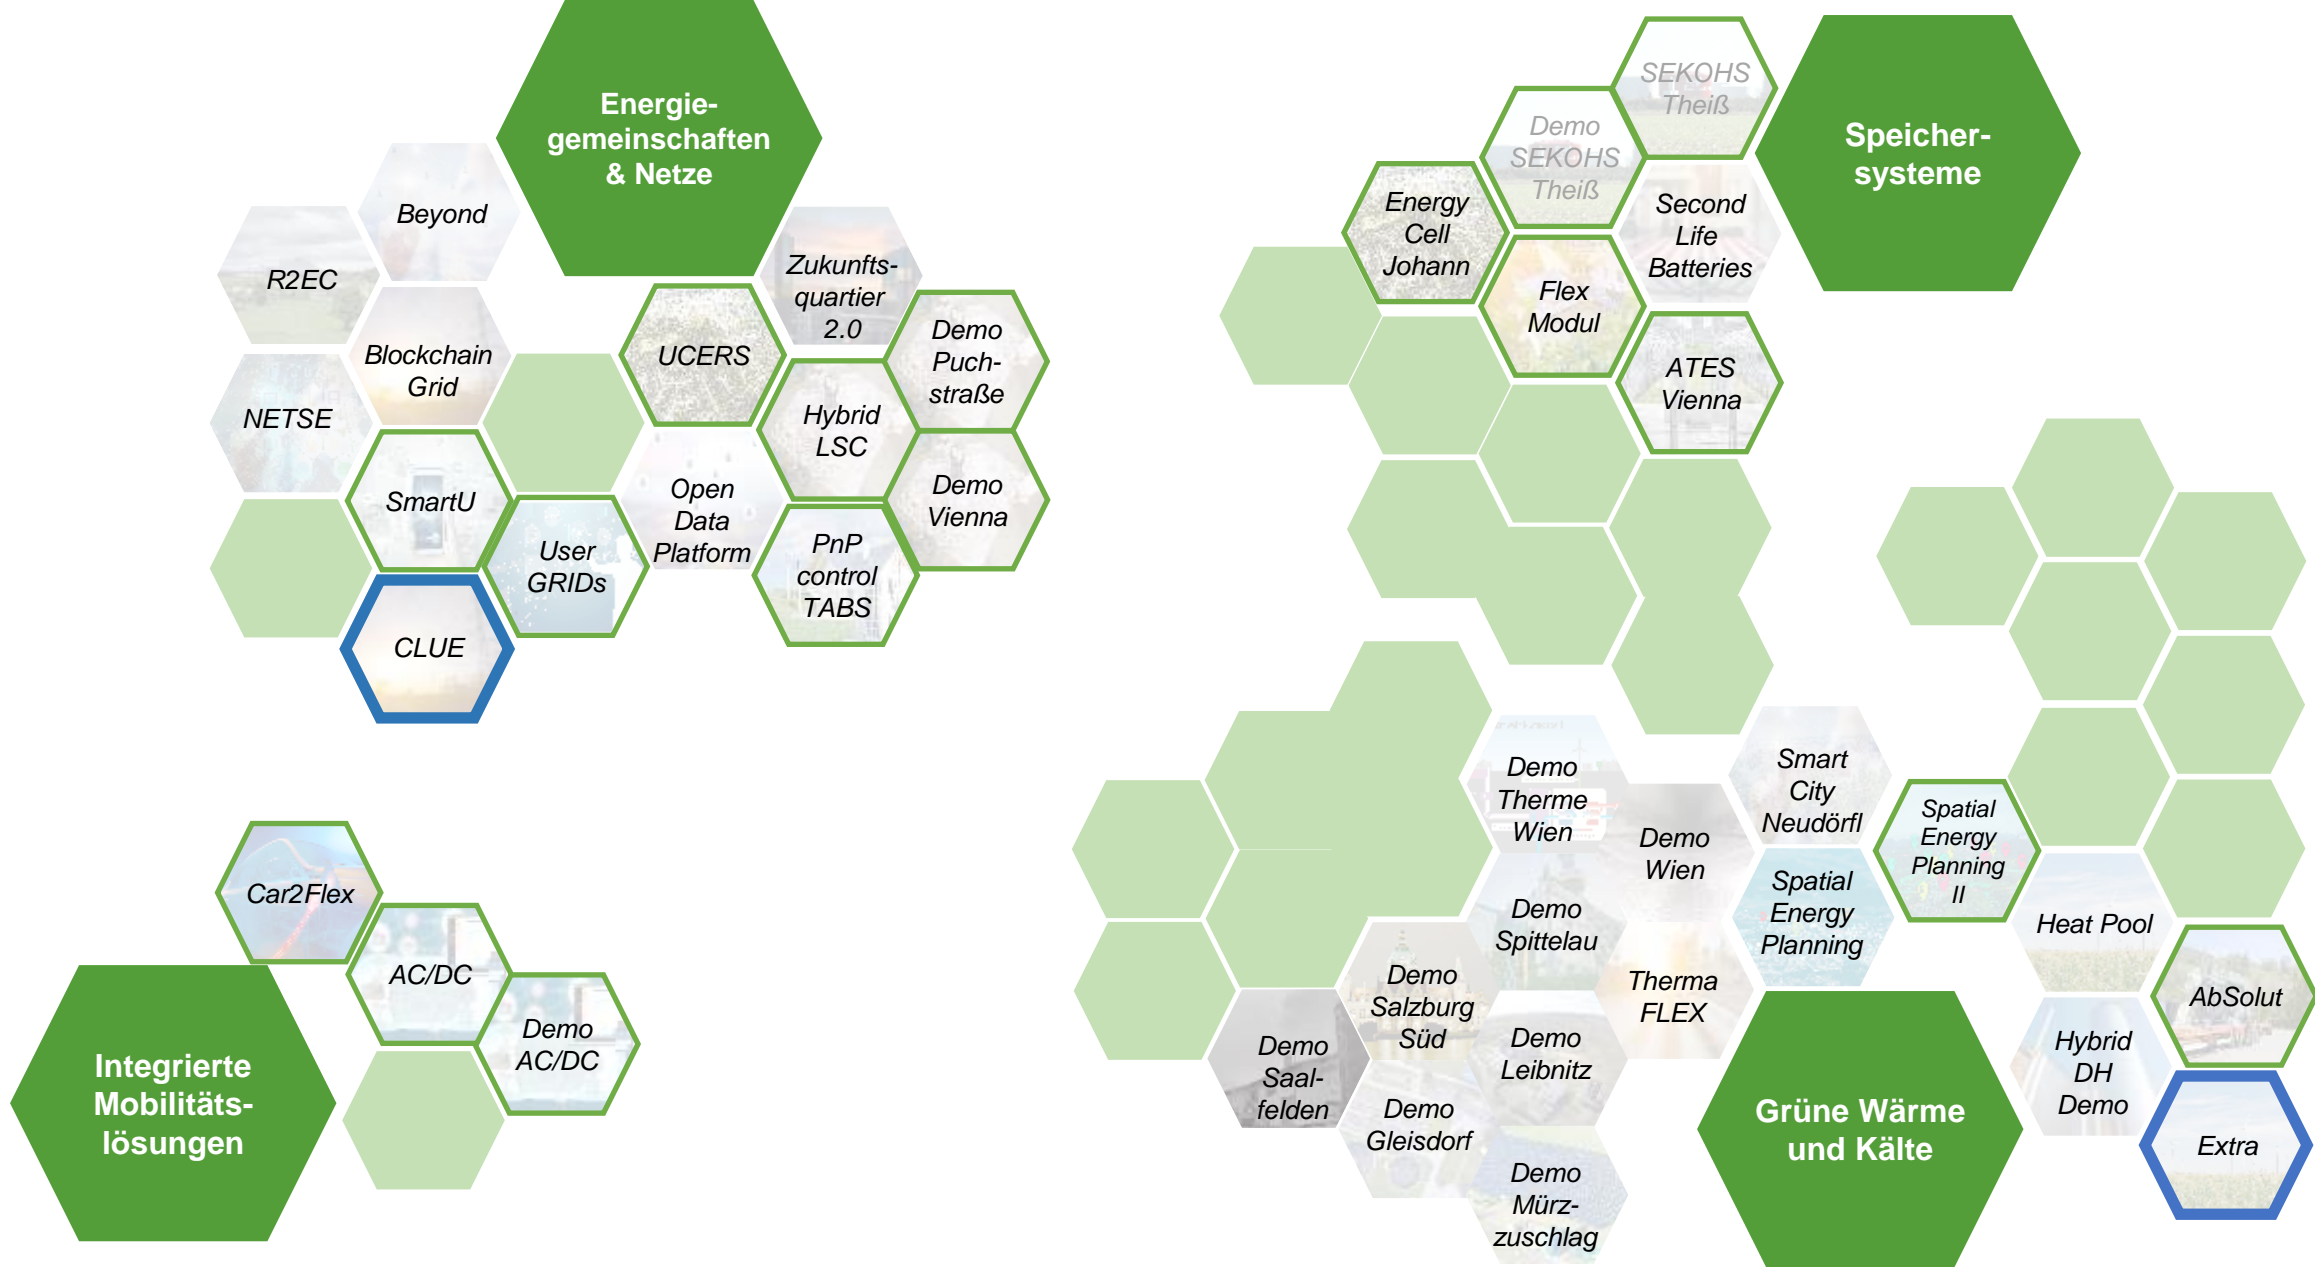 Energie-
gemeinschaften
& Netze
Beyond
R2EC
Blockchain
Grid
NETSE
SmartU
CLUE
User
GRIDs
UCERS
Open
Data
Platform
Zukunfts-
quartier
2.0
Hybrid
LSC
PnP
control
TABS
Demo
Puch-
straße
Demo
Vienna
Speicher-
systeme
SEKOHS
Theiß
Demo
SEKOHS
Theiß
Energy
Cell
Johann
Second
Life
Batteries
Flex
Modul
ATES
Vienna
Integrierte
Mobilitäts-
lösungen
Car2Flex
AC/DC
Demo
AC/DC
Grüne Wärme
und Kälte
Demo
Therme
Wien
Demo
Wien
Smart
City
Neudörfl
Spatial
Energy
Planning
II
Spatial
Energy
Planning
Demo
Spittelau
Heat Pool
Demo
Salzburg
Süd
Therma
FLEX
AbSolut
Demo
Saal-
felden
Demo
Leibnitz
Hybrid
DH
Demo
Demo
Gleisdorf
Extra
Demo
Mürz-
zuschlag